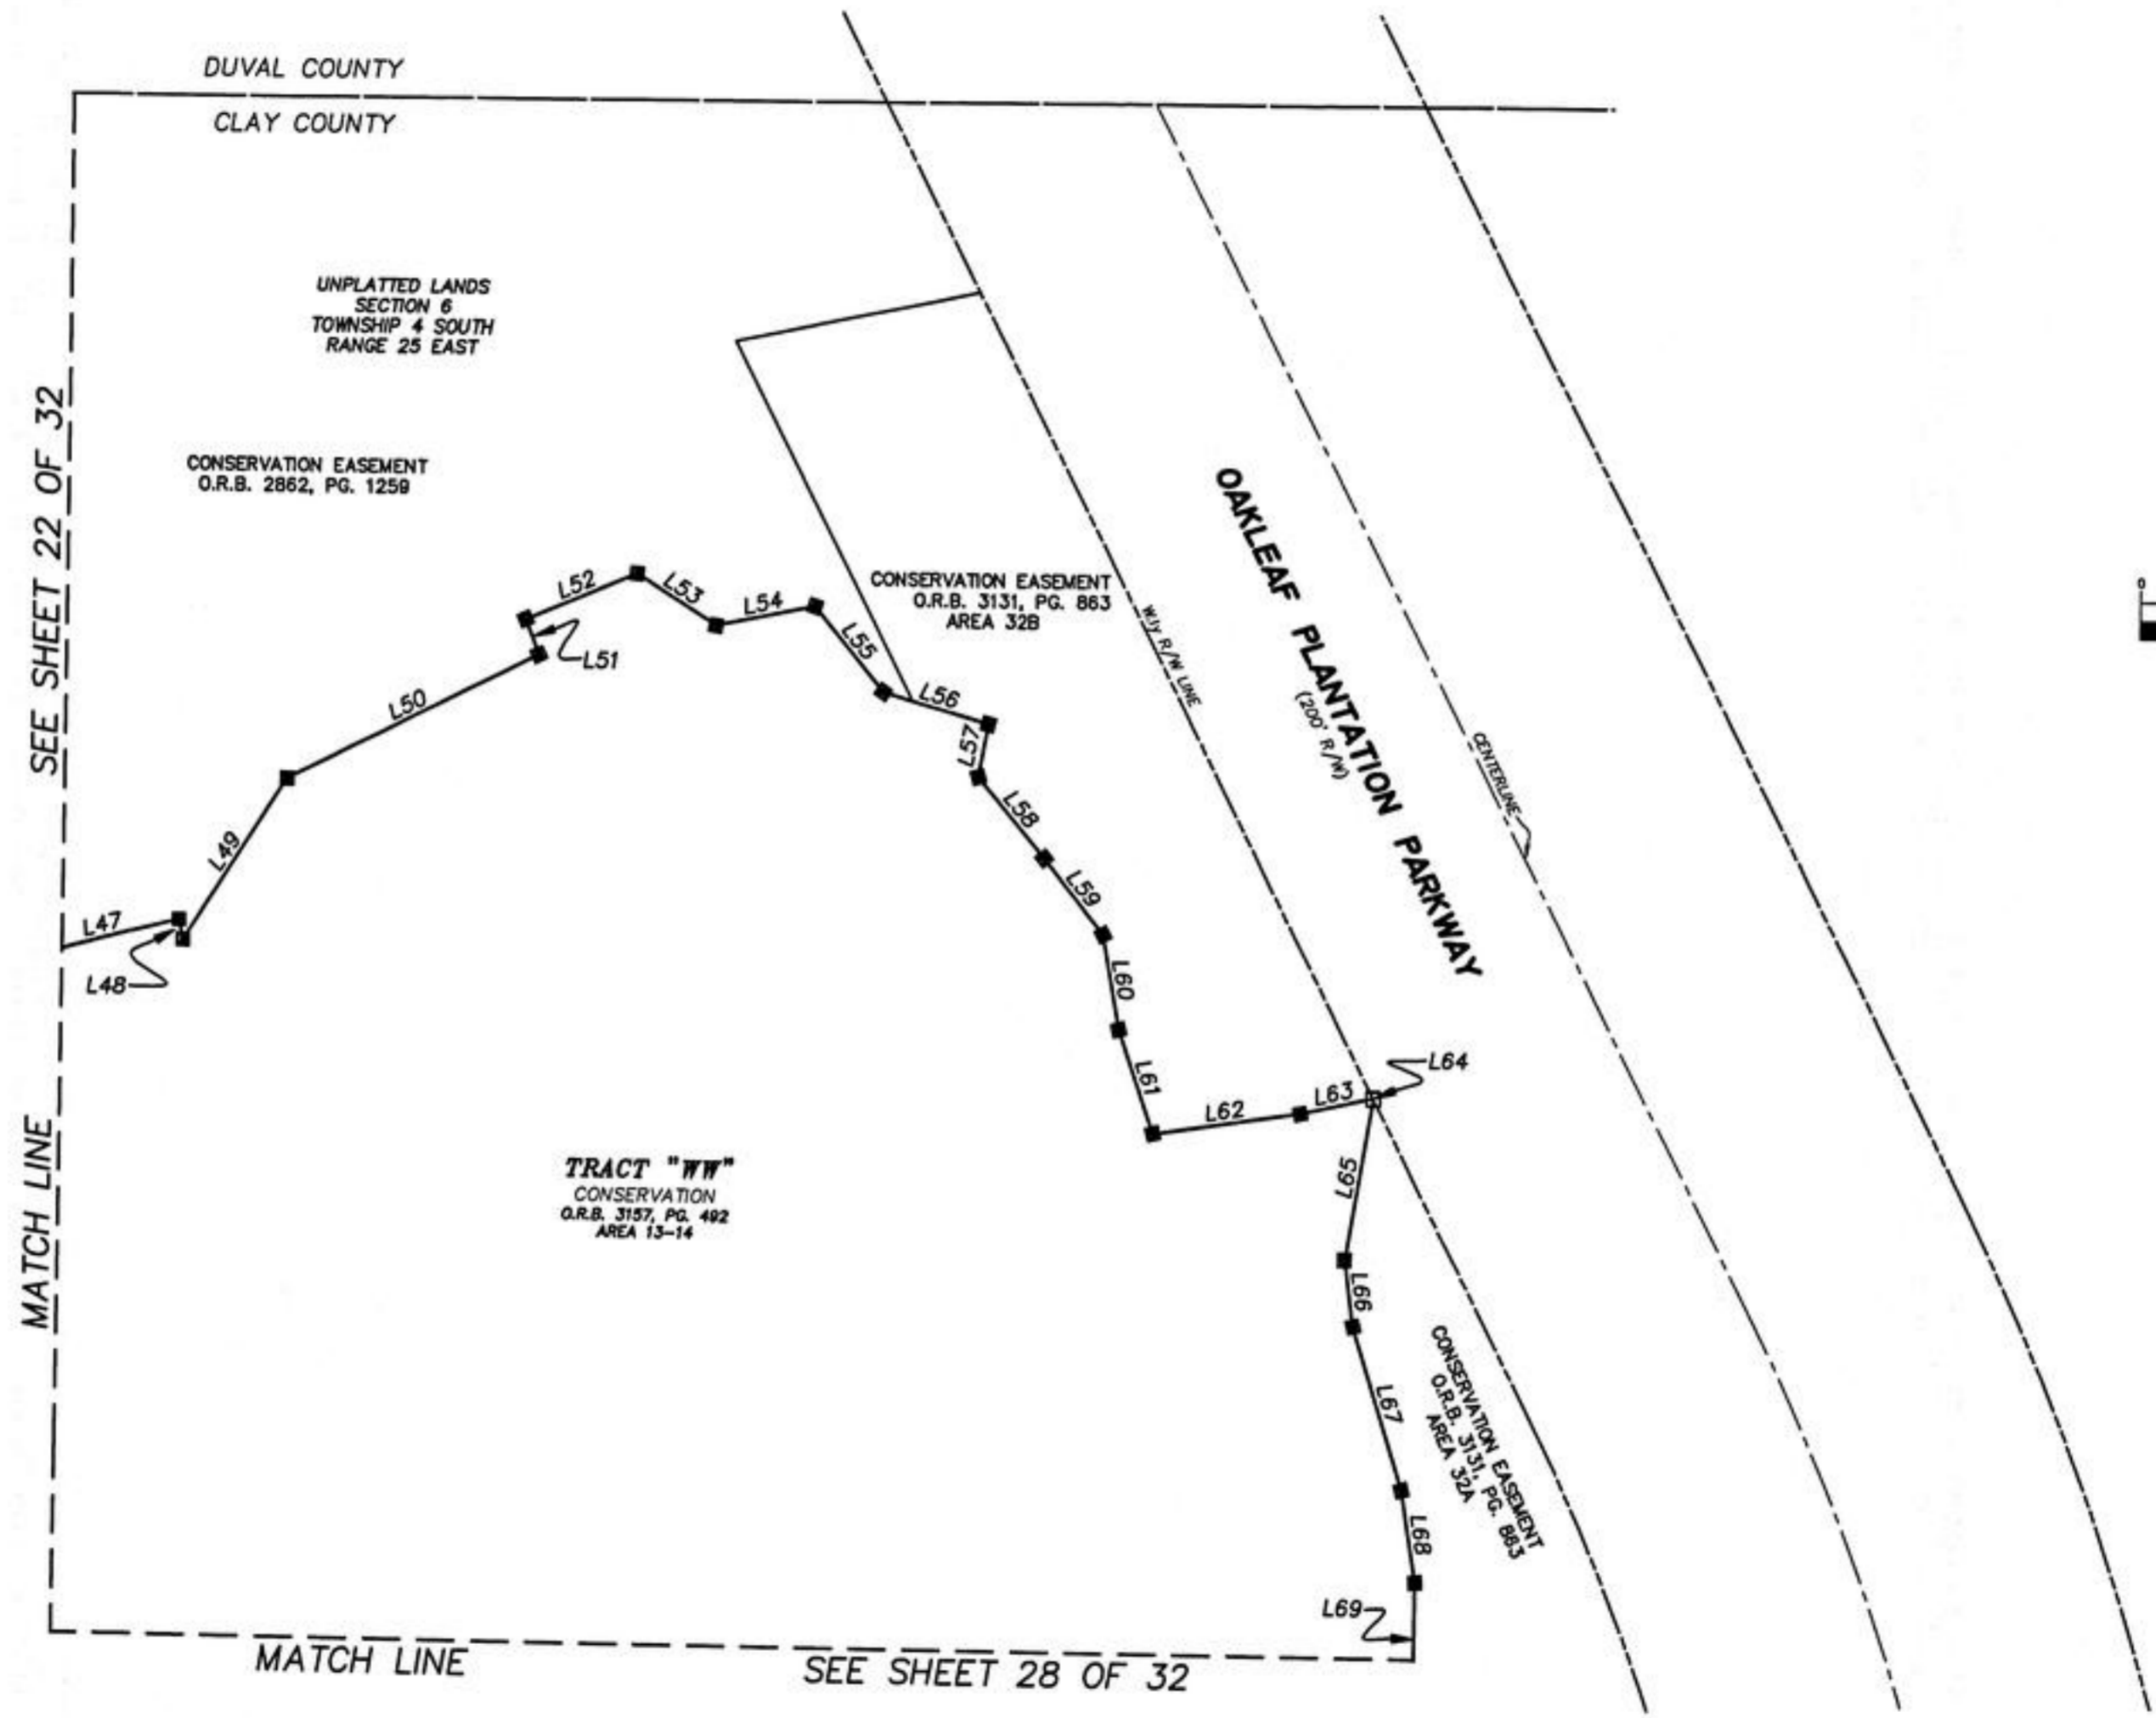 DUVAL COUNTY
CLAY COUNTY
UNPLATTED LANDS
SECTION 6
TOWNSHIP 4 SOUTH
RANGE 25 EAST
SEE SHEET 22 OF 32
CONSERVATION EASEMENT
O.R.B. 2862, PG. 1259
OAKLEAF PLANTATION PARKWAY
(200' R/W)
CONSERVATION EASEMENT
O.R.B. 3131, PG. 863
AREA 32B
W'ly R/W LINE
CENTERLINE
0
L52
L53
L54
L55
L51
L50
L56
L57
L58
L49
L59
L47
L48
L60
L61
L62
L63
L64
L65
L66
L67
L68
L69
TRACT "WW"
CONSERVATION
O.R.B. 3157, PG. 492
AREA 13-14
CONSERVATION EASEMENT
O.R.B. 3131, PG. 863
AREA 32A
MATCH LINE
MATCH LINE
SEE SHEET 28 OF 32